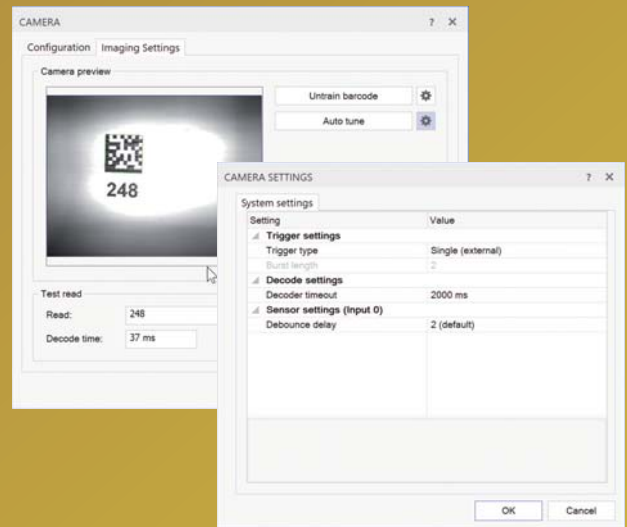 CAMERA ? ✕
Configuration Imaging Settings
Camera preview
Untrain barcode
Auto tune
248
Test read
Read: 248
Decode time: 37 ms
CAMERA SETTINGS ? ✕
System settings
Setting Value
Trigger settings
Trigger type Single (external)
Burst length 2
Decode settings
Decoder timeout 2000 ms
Sensor settings (Input 0)
Debounce delay 2 (default)
OK Cancel